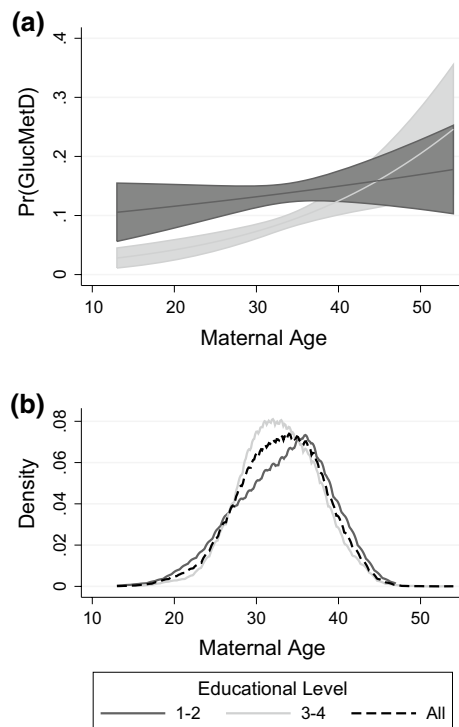 (a)
Pr(GlucMetD)
.4
.3
.2
.1
0
10 20 30 40 50
Maternal Age
(b)
Density
.08
.06
.04
.02
0
10 20 30 40 50
Maternal Age
Educational Level
1-2 3-4 All